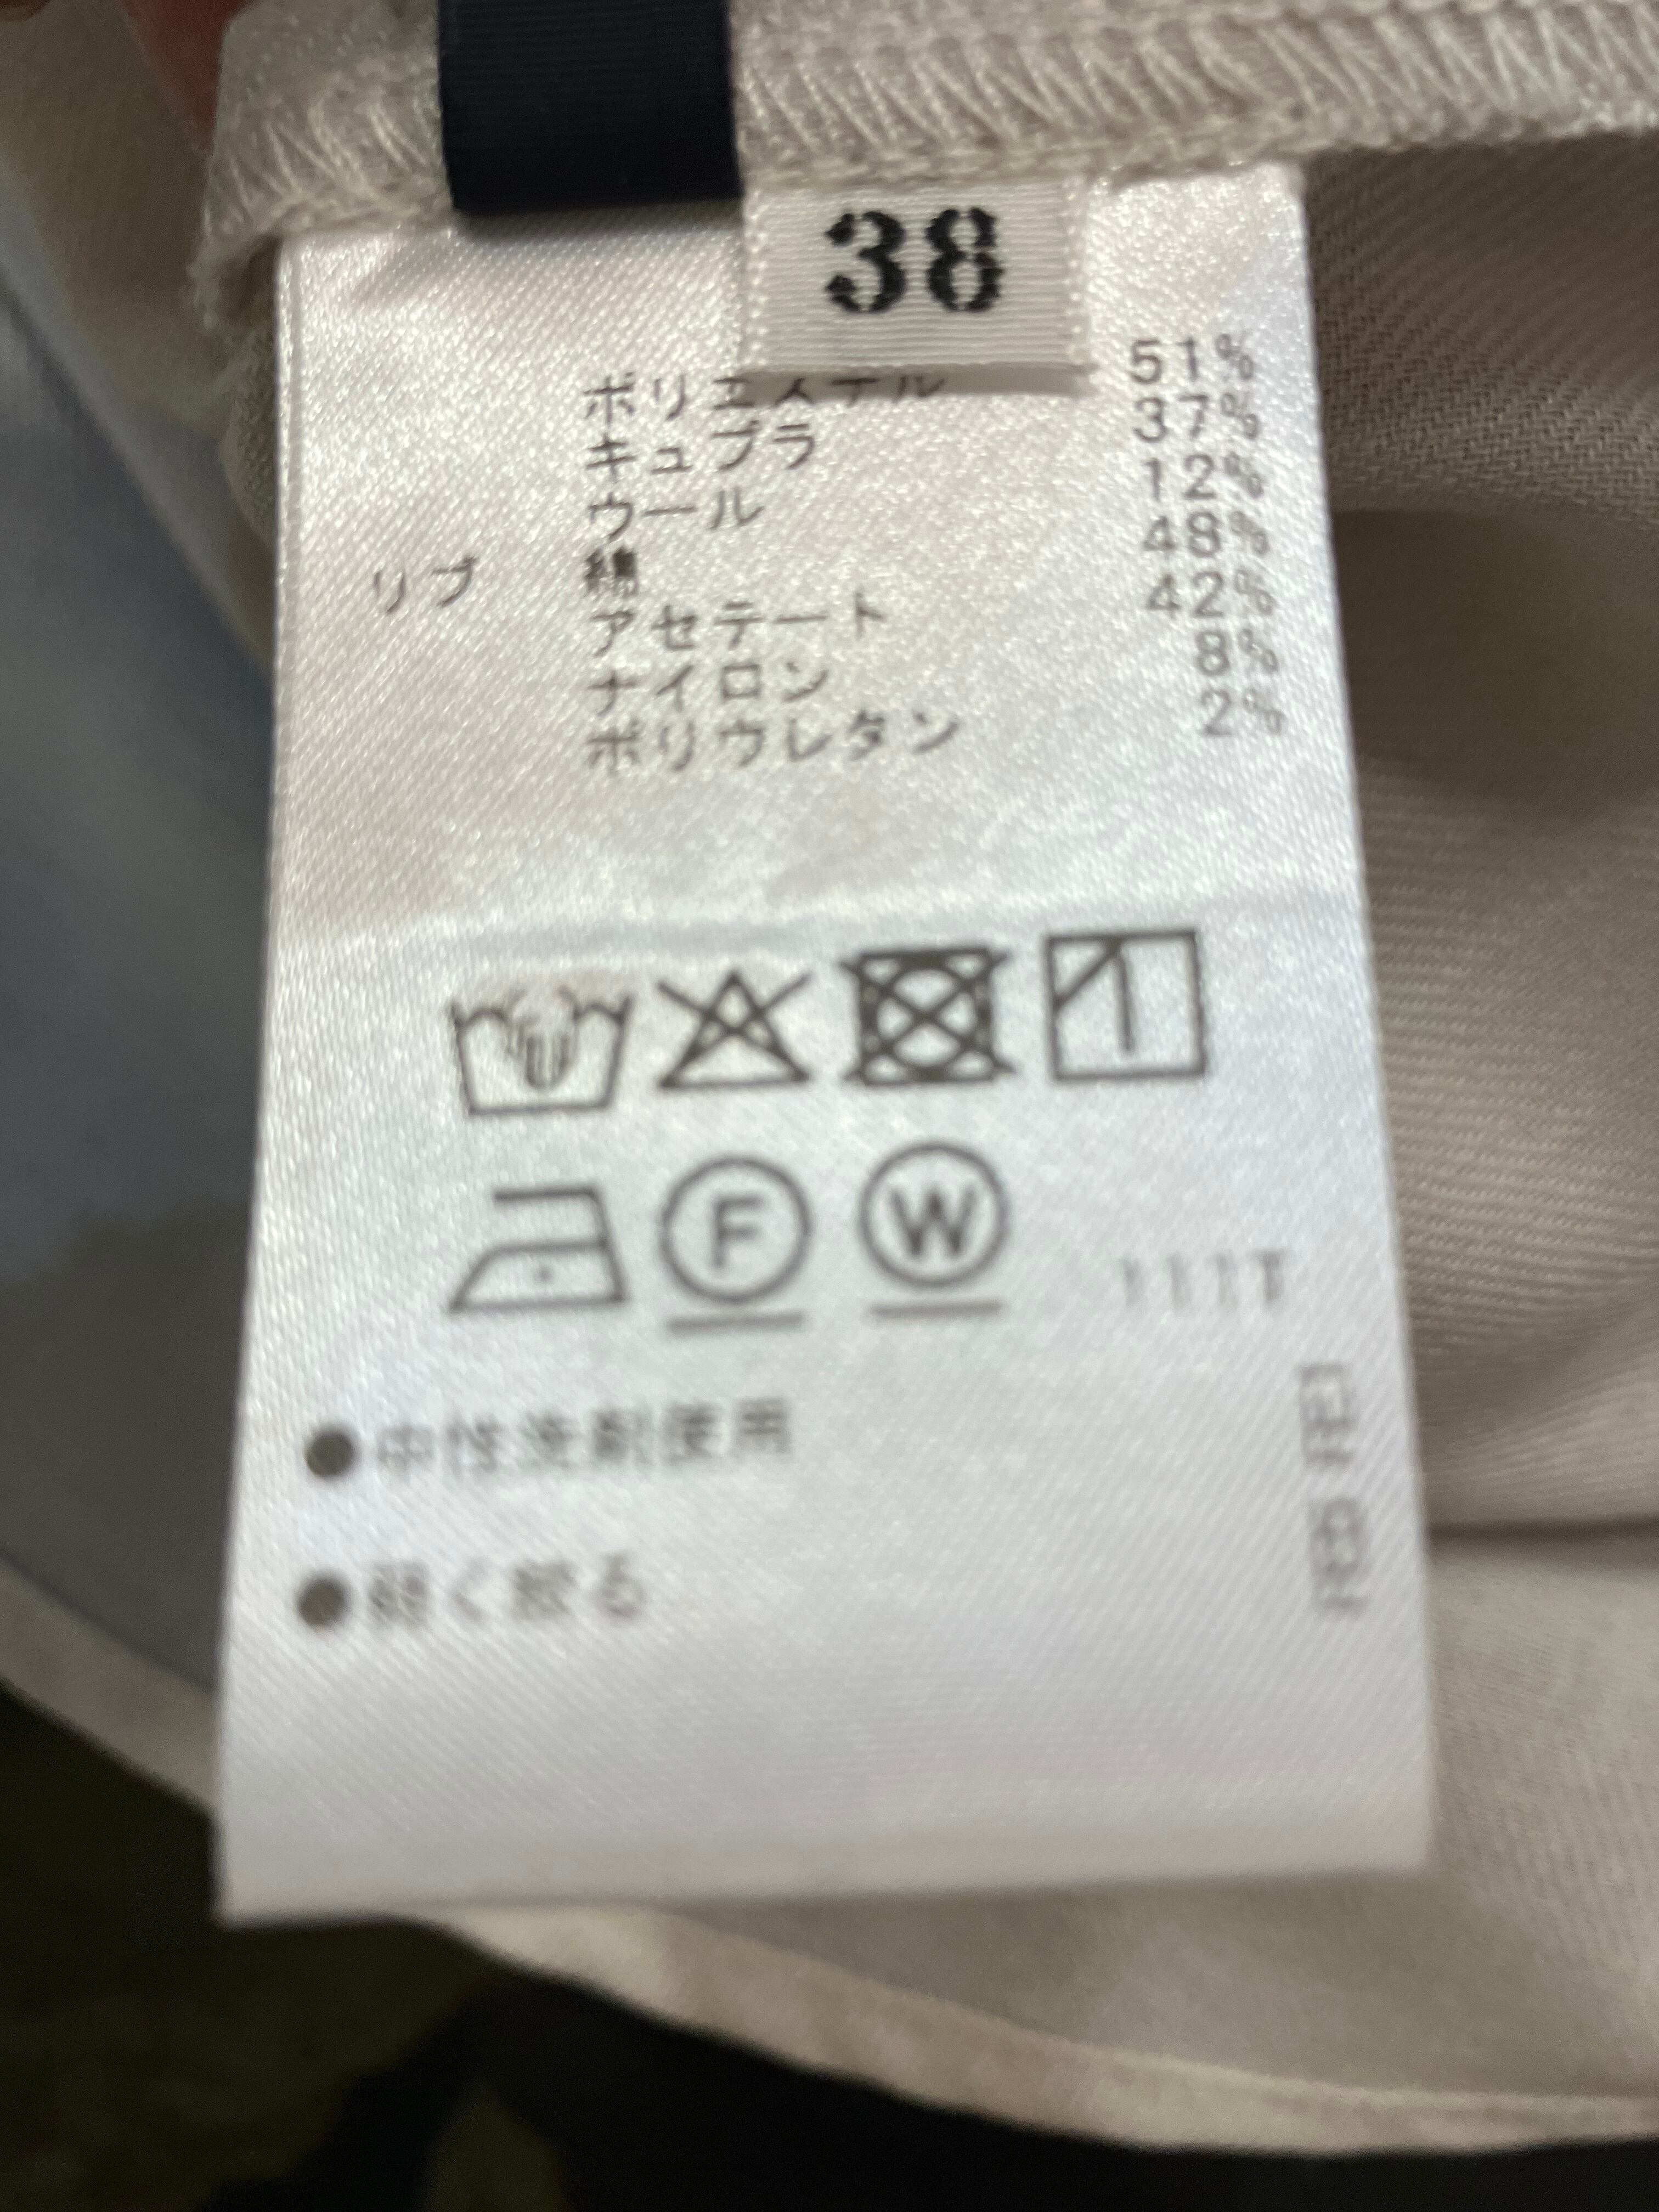 38
ポリエステル 51%
キュプラ 37%
ウール 12%
リブ 綿 48%
アセテート 42%
ナイロン 8%
ポリウレタン 2%
F W
●中性洗剤使用
●軽く絞る